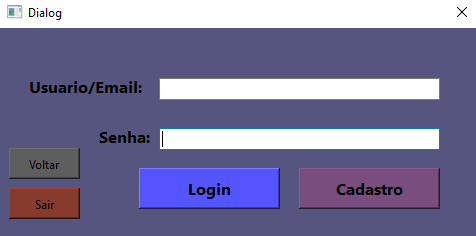 Dialog
Usuario/Email:
Senha:
Voltar
Login
Cadastro
Sair